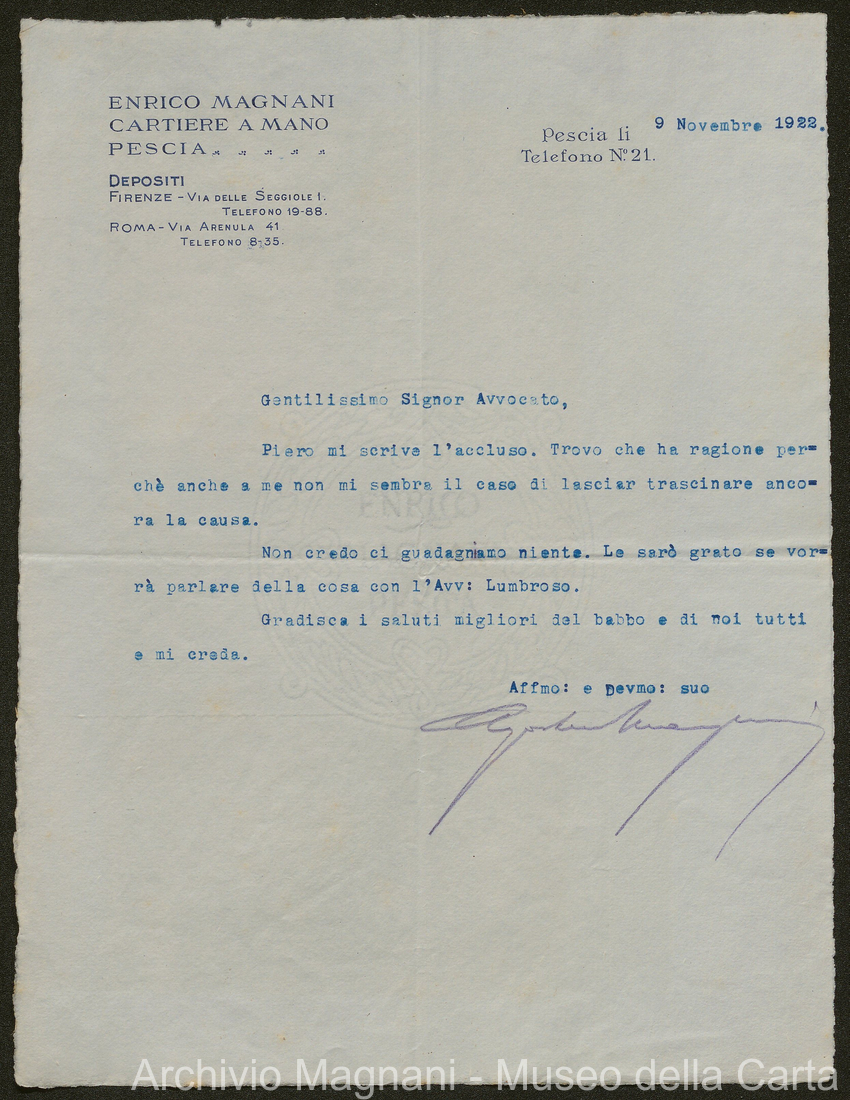 ENRICO MAGNANI
CARTIERE A MANO
PESCIA
DEPOSITI
FIRENZE - VIA DELLE SEGGIOLE 1.
TELEFONO 19-88.
ROMA - VIA ARENULA 41
TELEFONO 8-35.
Pescia li 9 Novembre 1922.
Telefono N.º 21.
Gentilissimo Signor Avvocato,
Piero mi scrive l'accluso. Trovo che ha ragione per=
chè anche a me non mi sembra il caso di lasciar trascinare anco=
ra la causa.
Non credo ci guadagniamo niente. Le sarò grato se vor=
rà parlare della cosa con l'Avv: Lumbroso.
Gradisca i saluti migliori del babbo e di noi tutti
e mi creda.
Affmo: e Devmo: suo
ENRICO
Archivio Magnani - Museo della Carta